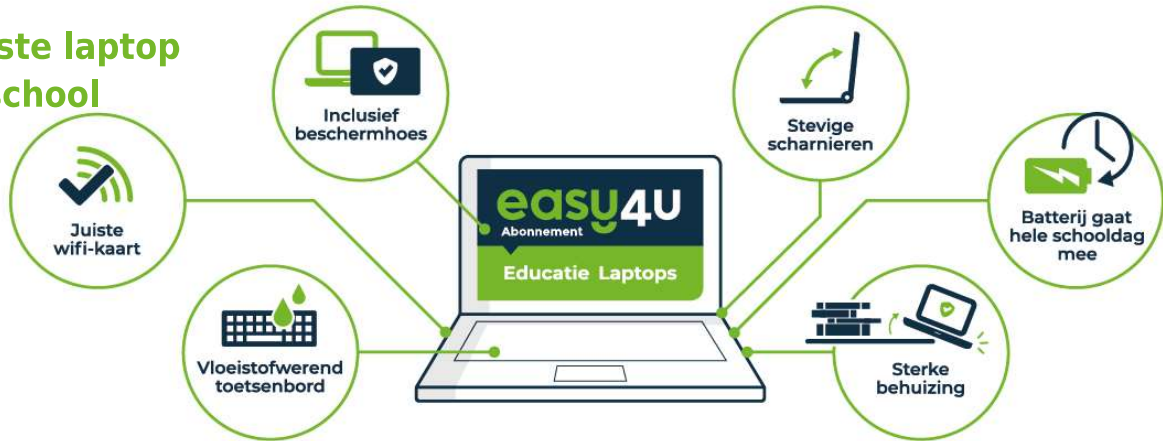 ste laptop
school
Inclusief
beschermhoes
Stevige
scharnieren
Juiste
wifi-kaart
Batterij gaat
hele schooldag
mee
easy4u
Abonnement
Educatie Laptops
Vloeistofwerend
toetsenbord
Sterke
behuizing